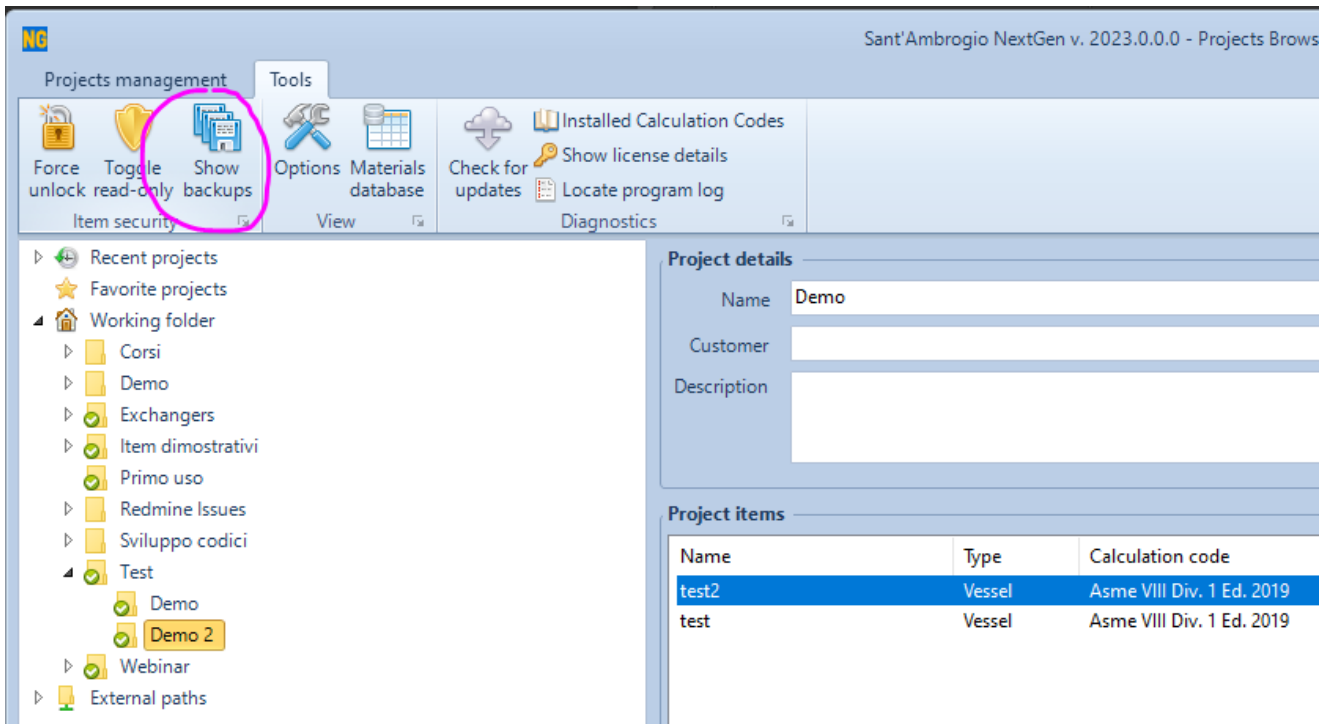 NG
Sant'Ambrogio NextGen v. 2023.0.0.0 - Projects Brows
Projects management Tools
Force unlock
Toggle read-only
Show backups
Options
Materials database
Check for updates
Installed Calculation Codes
Show license details
Locate program log
Item security View Diagnostics
Recent projects
Favorite projects
Working folder
Corsi
Demo
Exchangers
Item dimostrativi
Primo uso
Redmine Issues
Sviluppo codici
Test
Demo
Demo 2
Webinar
External paths
Project details
Name Demo
Customer
Description
Project items
Name Type Calculation code
test2 Vessel Asme VIII Div. 1 Ed. 2019
test Vessel Asme VIII Div. 1 Ed. 2019